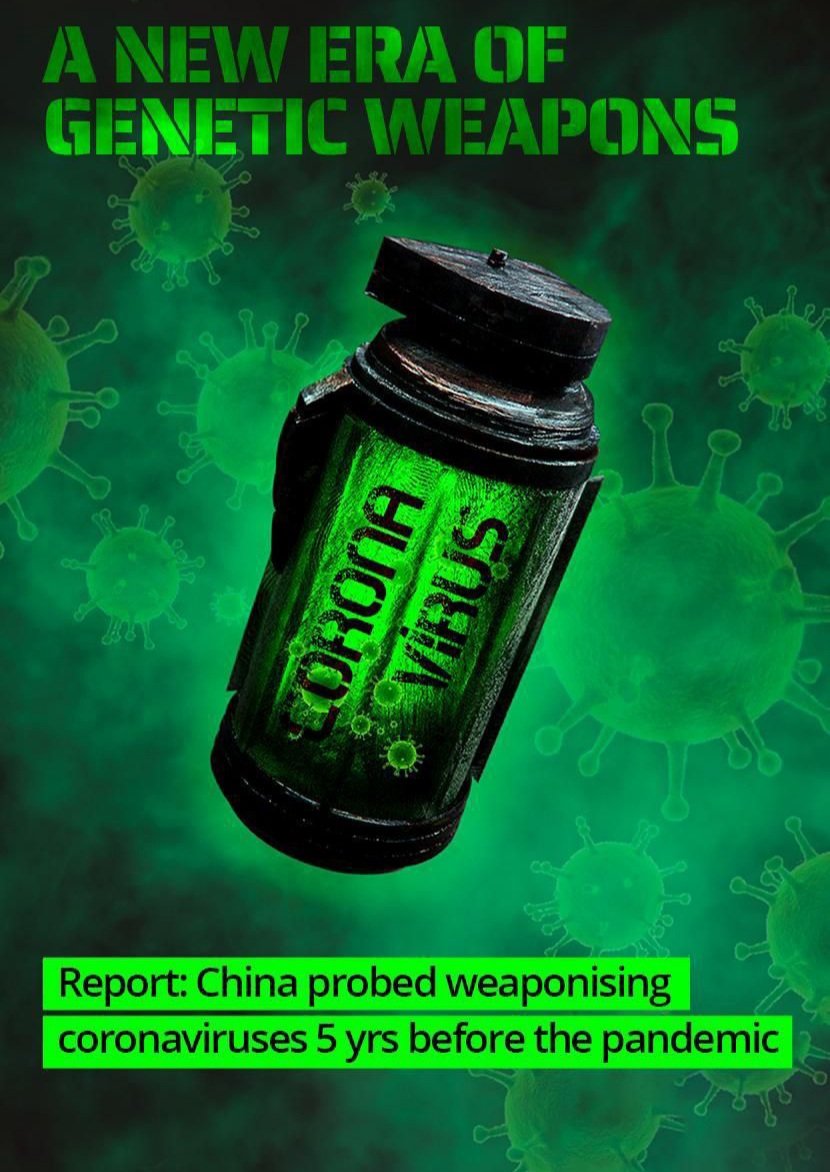 A NEW ERA OF
GENETIC WEAPONS
CORONA
VIRUS
Report: China probed weaponising
coronaviruses 5 yrs before the pandemic